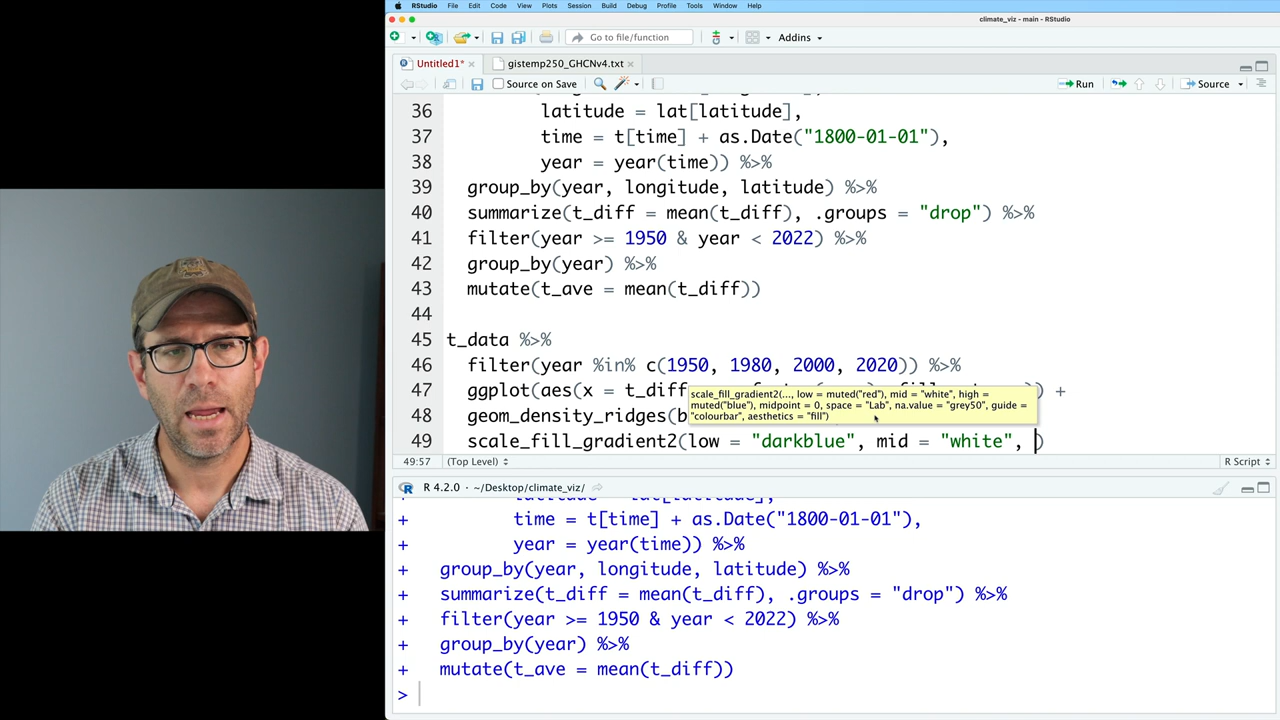 RStudio File Edit Code View Plots Session Build Debug Profile Tools Window Help
climate_viz - main - RStudio
Go to file/function Addins
Untitled1* gistemp250_GHCNv4.txt
Source on Save Run Source
36 latitude = lat[latitude],
37 time = t[time] + as.Date("1800-01-01"),
38 year = year(time)) %>%
39 group_by(year, longitude, latitude) %>%
40 summarize(t_diff = mean(t_diff), .groups = "drop") %>%
41 filter(year >= 1950 & year < 2022) %>%
42 group_by(year) %>%
43 mutate(t_ave = mean(t_diff))
44
45 t_data %>%
46 filter(year %in% c(1950, 1980, 2000, 2020)) %>%
47 ggplot(aes(x = t_diff +
scale_fill_gradient2(..., low = muted("red"), mid = "white", high =
muted("blue"), midpoint = 0, space = "Lab", na.value = "grey50", guide =
"colourbar", aesthetics = "fill")
48 geom_density_ridges(b
49 scale_fill_gradient2(low = "darkblue", mid = "white", )
49:57 (Top Level) R Script
R 4.2.0 · ~/Desktop/climate_viz/
+ latitude = lat[latitude],
+ time = t[time] + as.Date("1800-01-01"),
+ year = year(time)) %>%
+ group_by(year, longitude, latitude) %>%
+ summarize(t_diff = mean(t_diff), .groups = "drop") %>%
+ filter(year >= 1950 & year < 2022) %>%
+ group_by(year) %>%
+ mutate(t_ave = mean(t_diff))
>